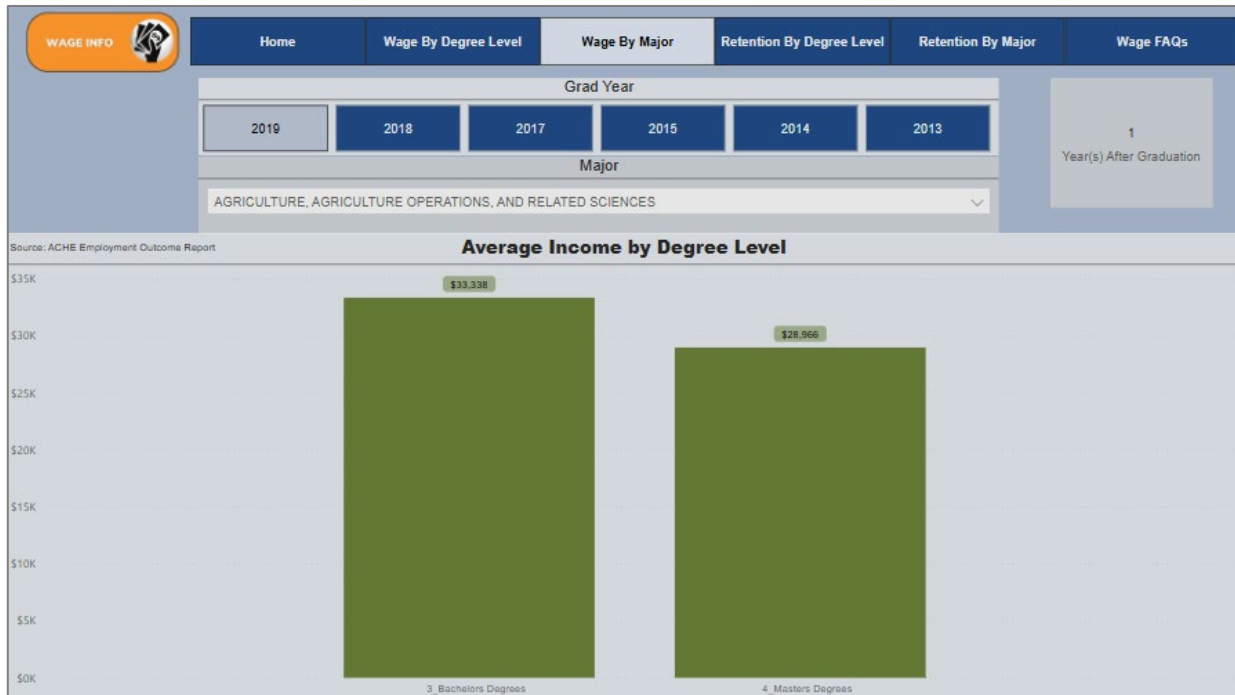 WAGE INFO
Home
Wage By Degree Level
Wage By Major
Retention By Degree Level
Retention By Major
Wage FAQs
Grad Year
2019
2018
2017
2015
2014
2013
1
Year(s) After Graduation
Major
AGRICULTURE, AGRICULTURE OPERATIONS, AND RELATED SCIENCES
Source: ACHE Employment Outcome Report
Average Income by Degree Level
$35K
$33,338
$30K
$28,966
$25K
$20K
$15K
$10K
$5K
$0K
3_Bachelors Degrees
4_Masters Degrees